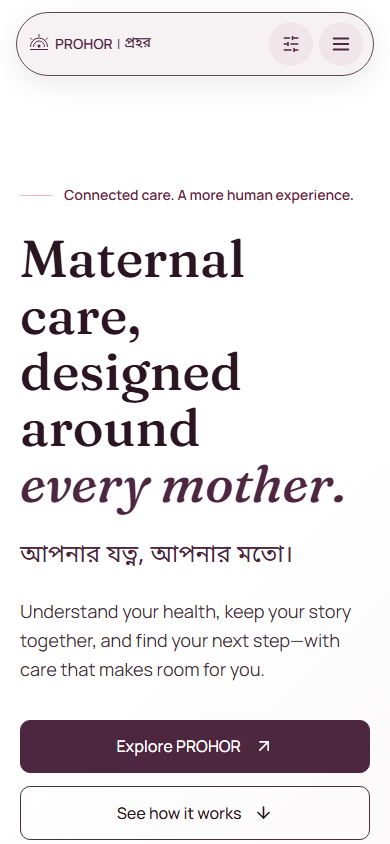 PROHOR | প্রহর
Connected care. A more human experience.
Maternal
care,
designed
around
every mother.
আপনার যত্ন, আপনার মতো।
Understand your health, keep your story
together, and find your next step—with
care that makes room for you.
Explore PROHOR
See how it works